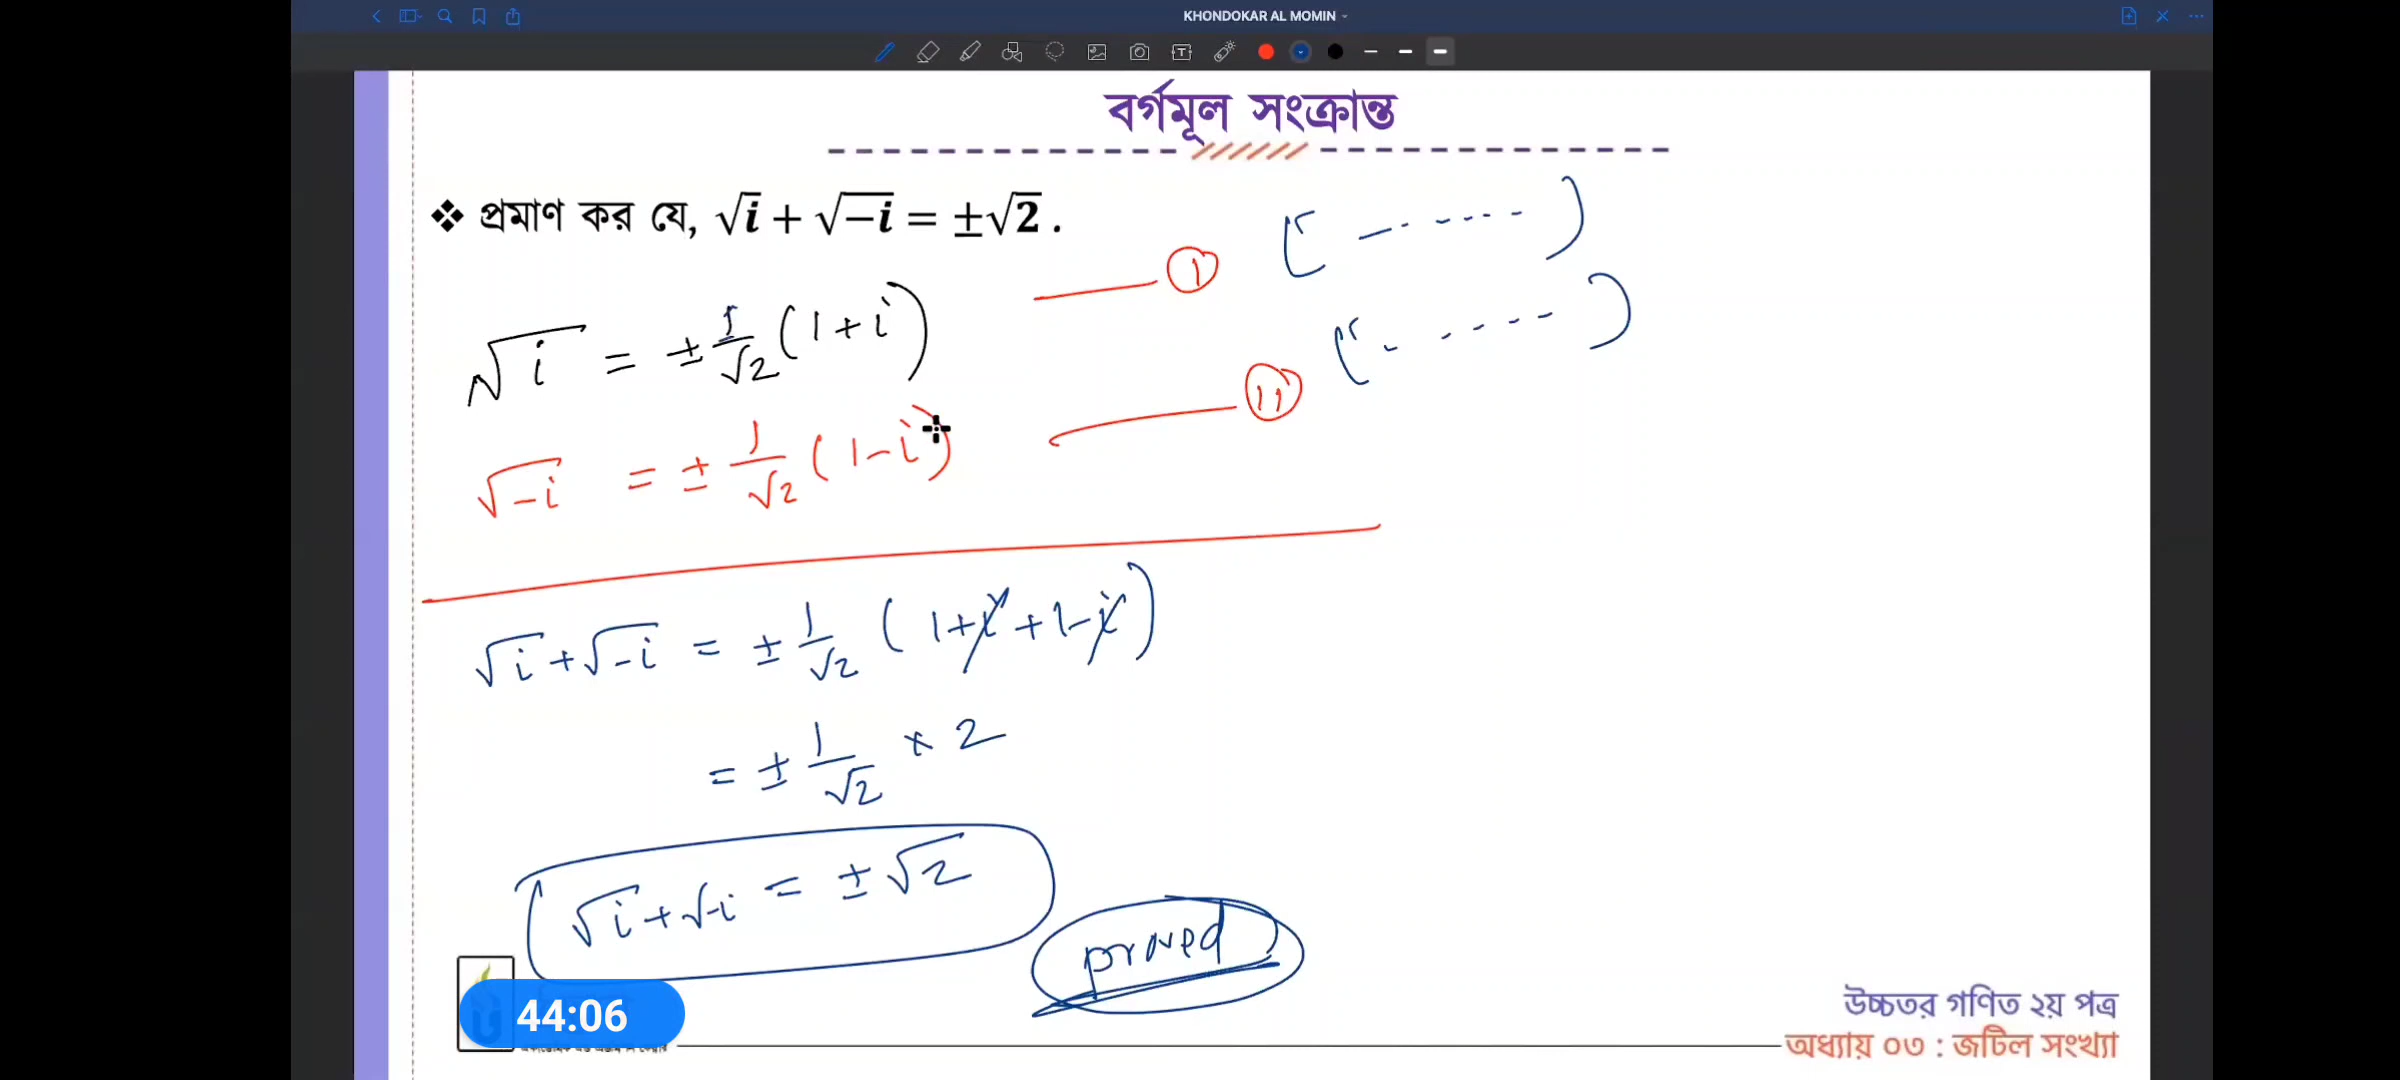 KHONDOKAR AL MOMIN
বর্গমূল সংক্রান্ত
❖ প্রমাণ কর যে, √i + √−i = ±√2 .
√i = ± 1/√2 (1+i) —— (i) [ - - - - - - ]
√-i = ± 1/√2 (1-i) —— (ii) [ - - - - - ]
√i + √-i = ± 1/√2 (1+i+1-i)
= ± 1/√2 × 2
√i + √-i = ± √2
proved
44:06
উচ্চতর গণিত ২য় পত্র
অধ্যায় ০৩ : জটিল সংখ্যা